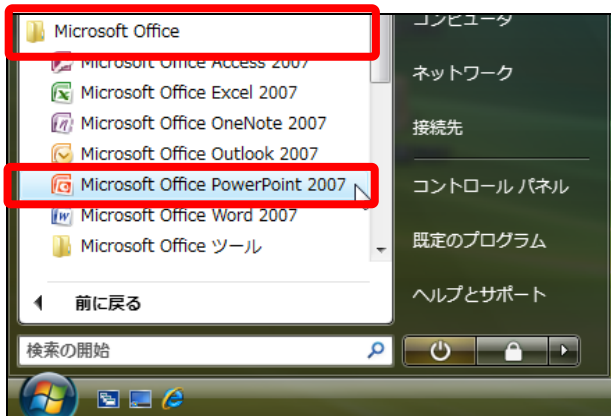 Microsoft Office
Microsoft Office Access 2007
Microsoft Office Excel 2007
Microsoft Office OneNote 2007
Microsoft Office Outlook 2007
Microsoft Office PowerPoint 2007
Microsoft Office Word 2007
Microsoft Office ツール
前に戻る
検索の開始
コンピュータ
ネットワーク
接続先
コントロール パネル
既定のプログラム
ヘルプとサポート